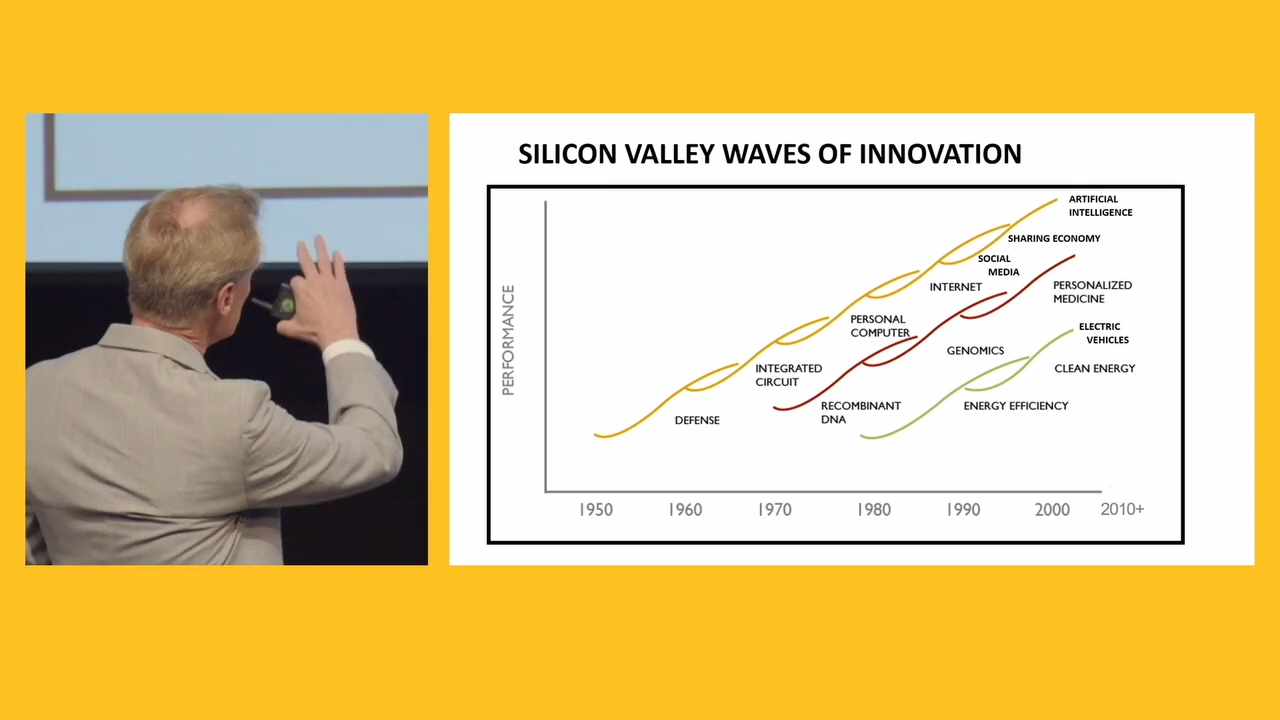 SILICON VALLEY WAVES OF INNOVATION
ARTIFICIAL
INTELLIGENCE
SHARING ECONOMY
SOCIAL
MEDIA
INTERNET
PERSONALIZED
MEDICINE
PERSONAL
COMPUTER
ELECTRIC
VEHICLES
GENOMICS
INTEGRATED
CIRCUIT
CLEAN ENERGY
RECOMBINANT
DNA
ENERGY EFFICIENCY
DEFENSE
PERFORMANCE
1950 1960 1970 1980 1990 2000 2010+